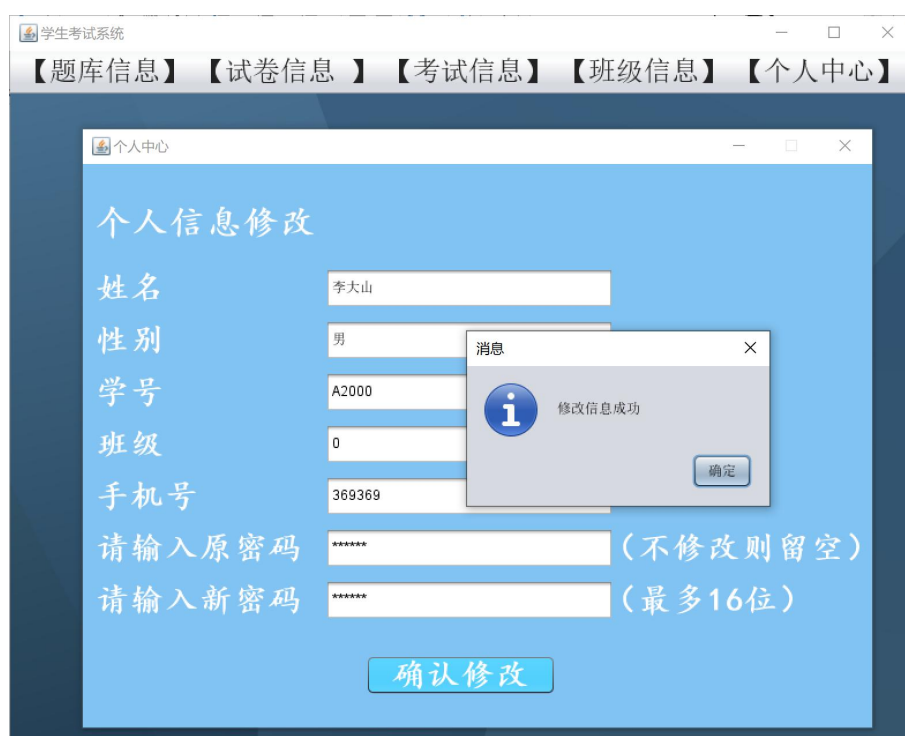 学生考试系统
【题库信息】 【试卷信息 】 【考试信息】 【班级信息】 【个人中心】
个人中心
个人信息修改
姓名 李大山
性别 男
消息
学号 A2000
修改信息成功
班级 0
确定
手机号 369369
请输入原密码 ****** (不修改则留空)
请输入新密码 ****** (最多16位)
确认修改